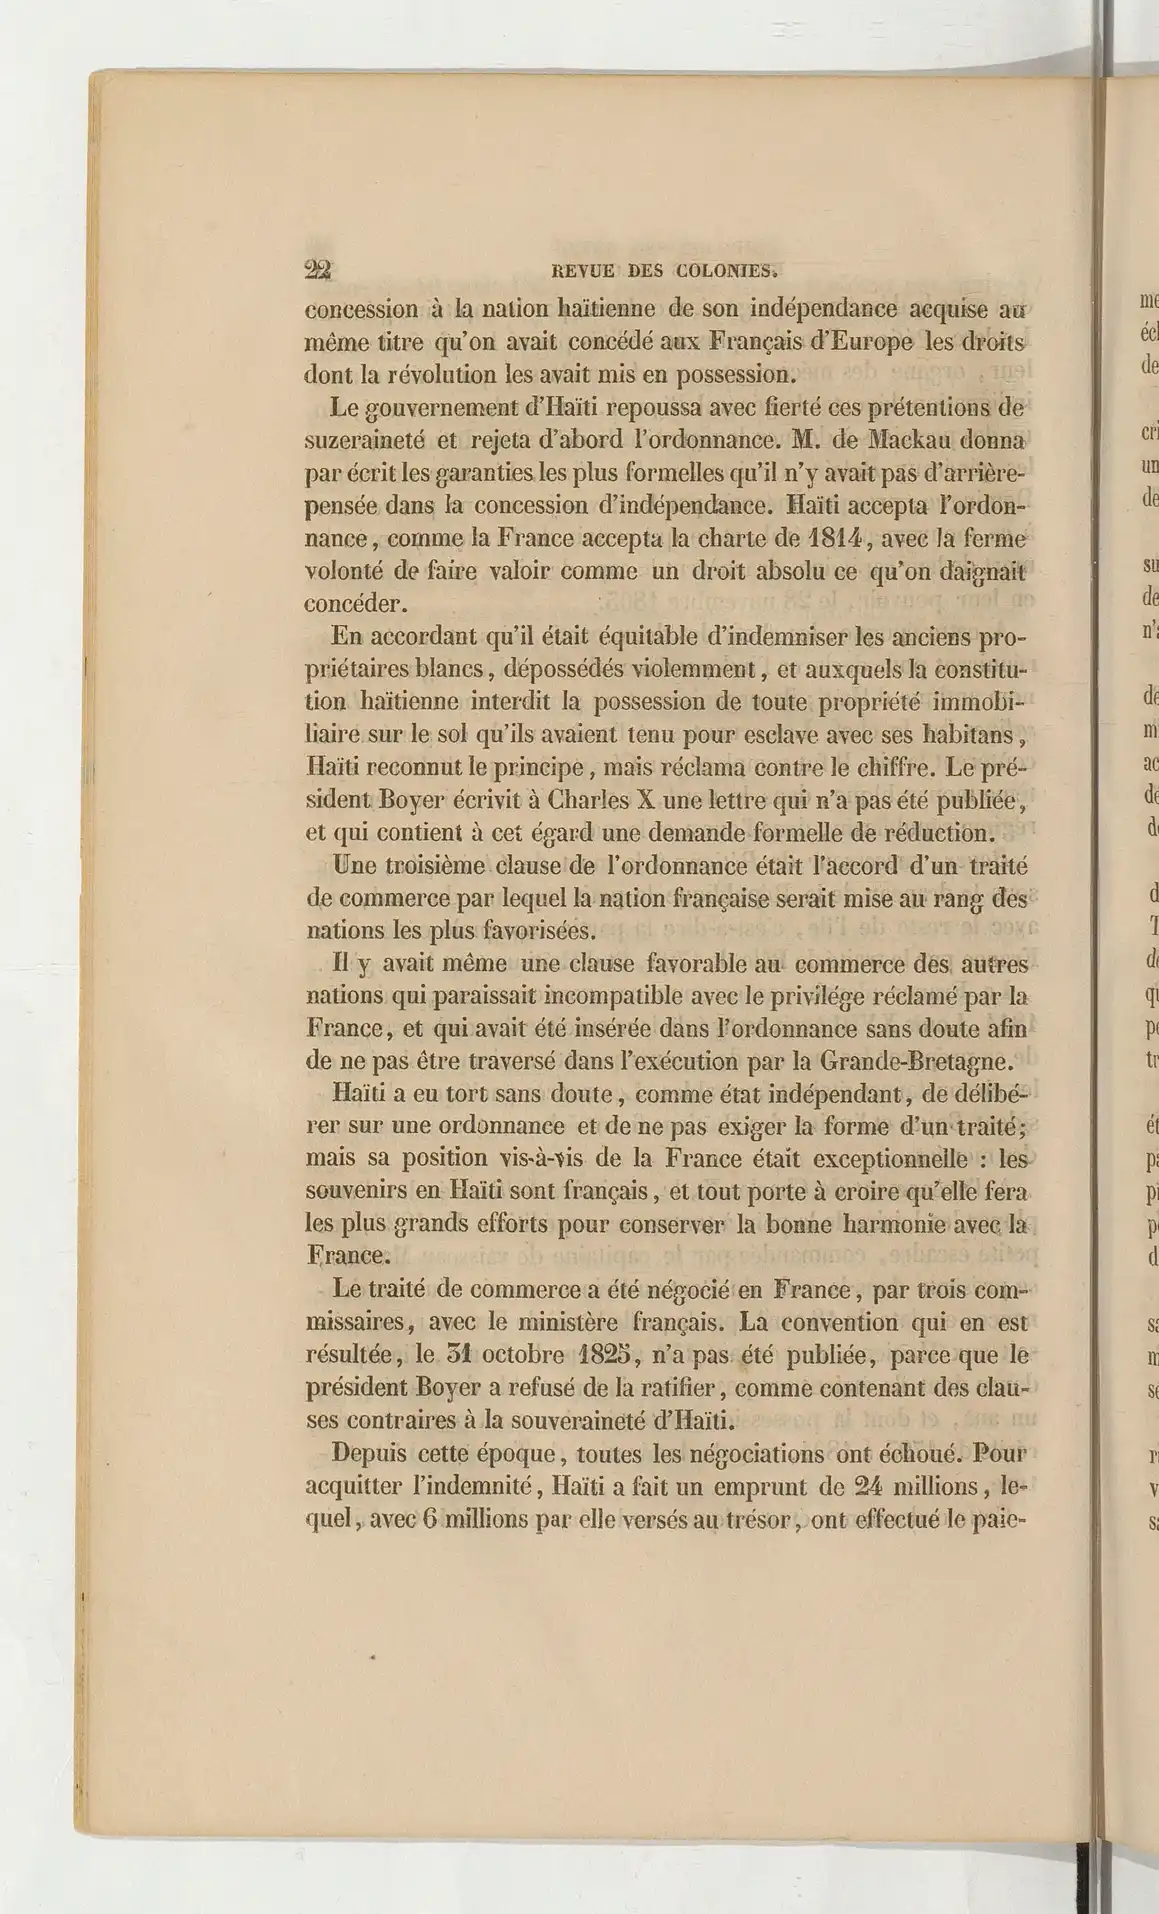 22 REVUE DES COLONIES.
concession à la nation haïtienne de son indépendance acquise au
même titre qu'on avait concédé aux Français d'Europe les droits
dont la révolution les avait mis en possession.
Le gouvernement d'Haïti repoussa avec fierté ces prétentions de
suzeraineté et rejeta d'abord l'ordonnance. M. de Mackau donna
par écrit les garanties les plus formelles qu'il n'y avait pas d'arrière-
pensée dans la concession d'indépendance. Haïti accepta l'ordon-
nance, comme la France accepta la charte de 1814, avec la ferme
volonté de faire valoir comme un droit absolu ce qu'on daignait
concéder.
En accordant qu'il était équitable d'indemniser les anciens pro-
priétaires blancs, dépossédés violemment, et auxquels la constitu-
tion haïtienne interdit la possession de toute propriété immobi-
liaire sur le sol qu'ils avaient tenu pour esclave avec ses habitans,
Haïti reconnut le principe, mais réclama contre le chiffre. Le pré-
sident Boyer écrivit à Charles X une lettre qui n'a pas été publiée,
et qui contient à cet égard une demande formelle de réduction.
Une troisième clause de l'ordonnance était l'accord d'un traité
de commerce par lequel la nation française serait mise au rang des
nations les plus favorisées.
Il y avait même une clause favorable au commerce des autres
nations qui paraissait incompatible avec le privilége réclamé par la
France, et qui avait été insérée dans l'ordonnance sans doute afin
de ne pas être traversé dans l'exécution par la Grande-Bretagne.
Haïti a eu tort sans doute, comme état indépendant, de délibé-
rer sur une ordonnance et de ne pas exiger la forme d'un traité;
mais sa position vis-à-vis de la France était exceptionnelle : les
souvenirs en Haïti sont français, et tout porte à croire qu'elle fera
les plus grands efforts pour conserver la bonne harmonie avec la
France.
Le traité de commerce a été négocié en France, par trois com-
missaires, avec le ministère français. La convention qui en est
résultée, le 31 octobre 1825, n'a pas été publiée, parce que le
président Boyer a refusé de la ratifier, comme contenant des clau-
ses contraires à la souveraineté d'Haïti.
Depuis cette époque, toutes les négociations ont échoué. Pour
acquitter l'indemnité, Haïti a fait un emprunt de 24 millions, le-
quel, avec 6 millions par elle versés au trésor, ont effectué le paie-